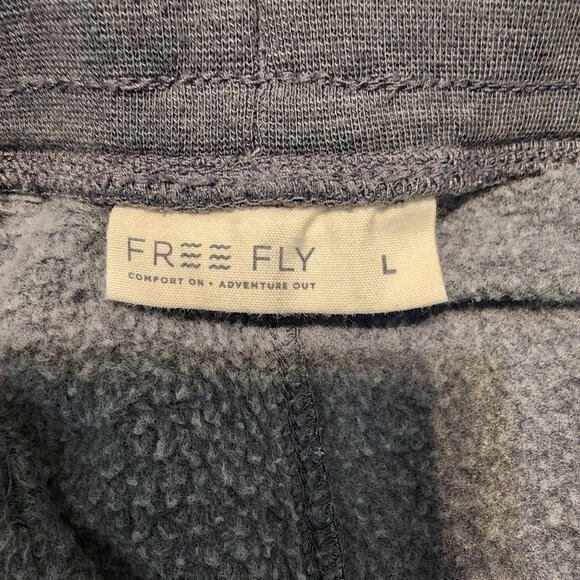 FREE FLY L
COMFORT ON • ADVENTURE OUT